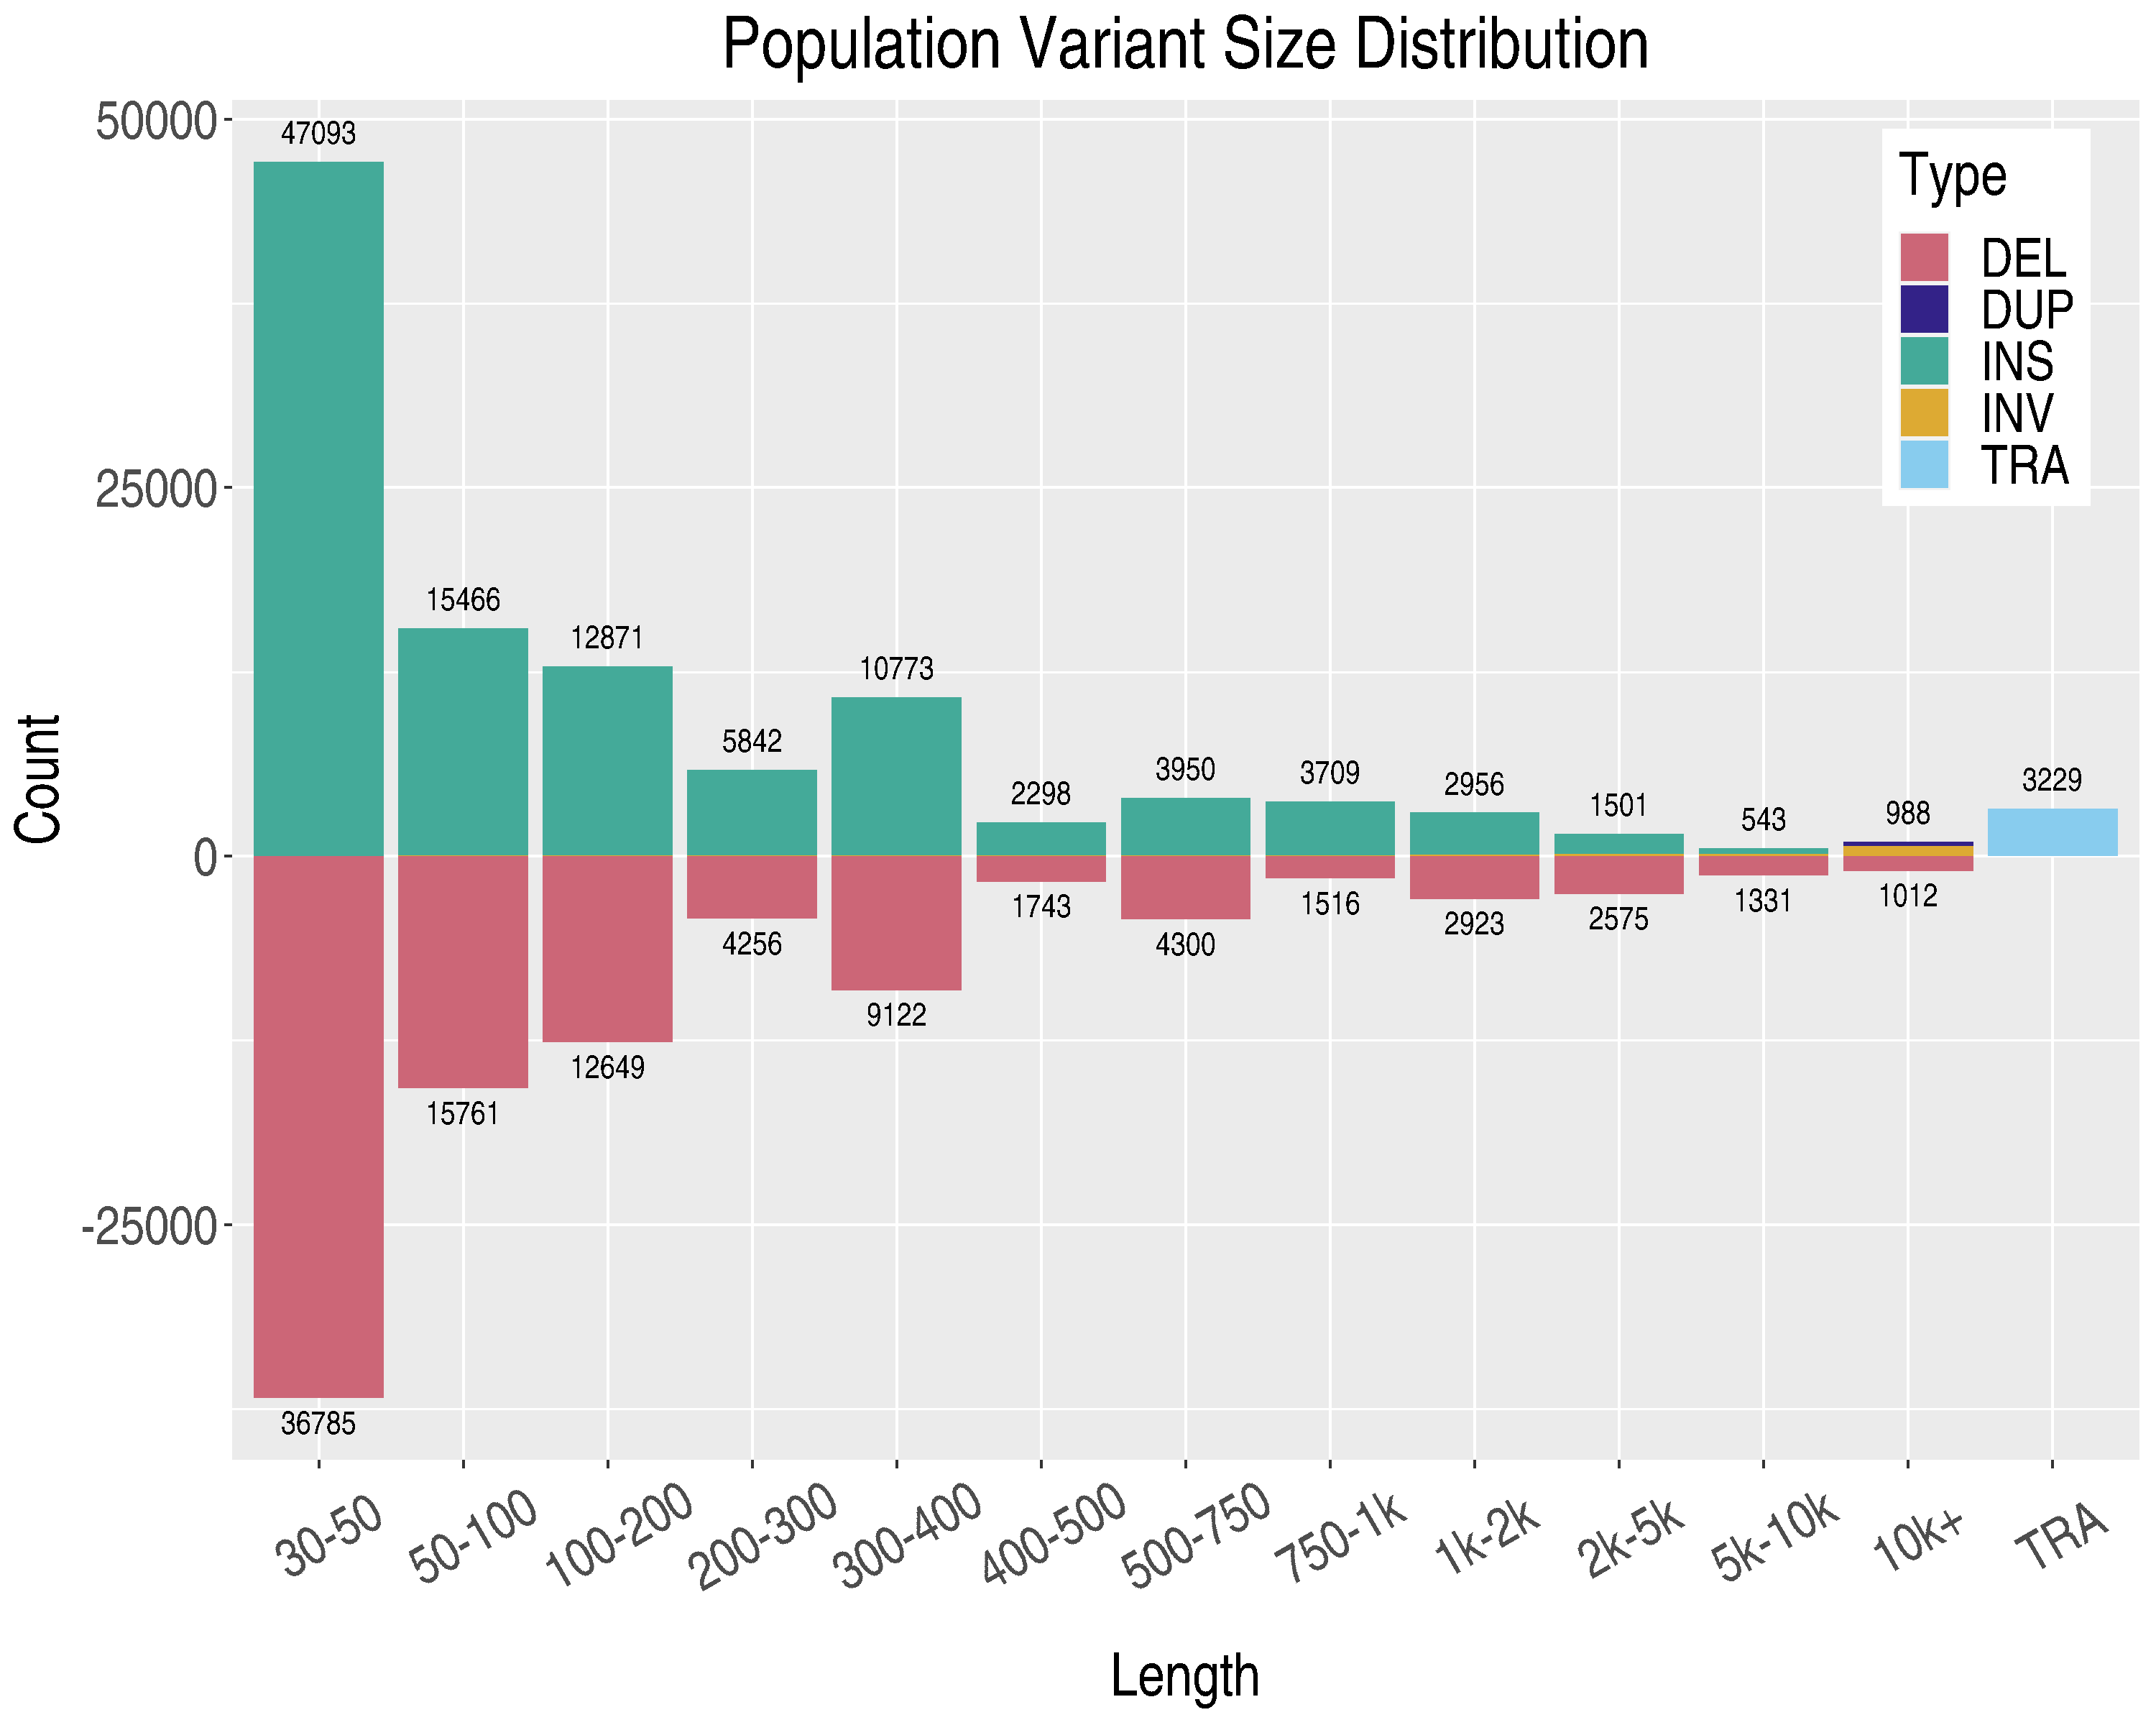 Population Variant Size Distribution
Count
50000
25000
0
-25000
47093
15466
12871
5842
10773
2298
3950
3709
2956
1501
543
988
3229
36785
15761
12649
4256
9122
1743
4300
1516
2923
2575
1331
1012
Type
DEL
DUP
INS
INV
TRA
30-50
50-100
100-200
200-300
300-400
400-500
500-750
750-1k
1k-2k
2k-5k
5k-10k
10k+
TRA
Length